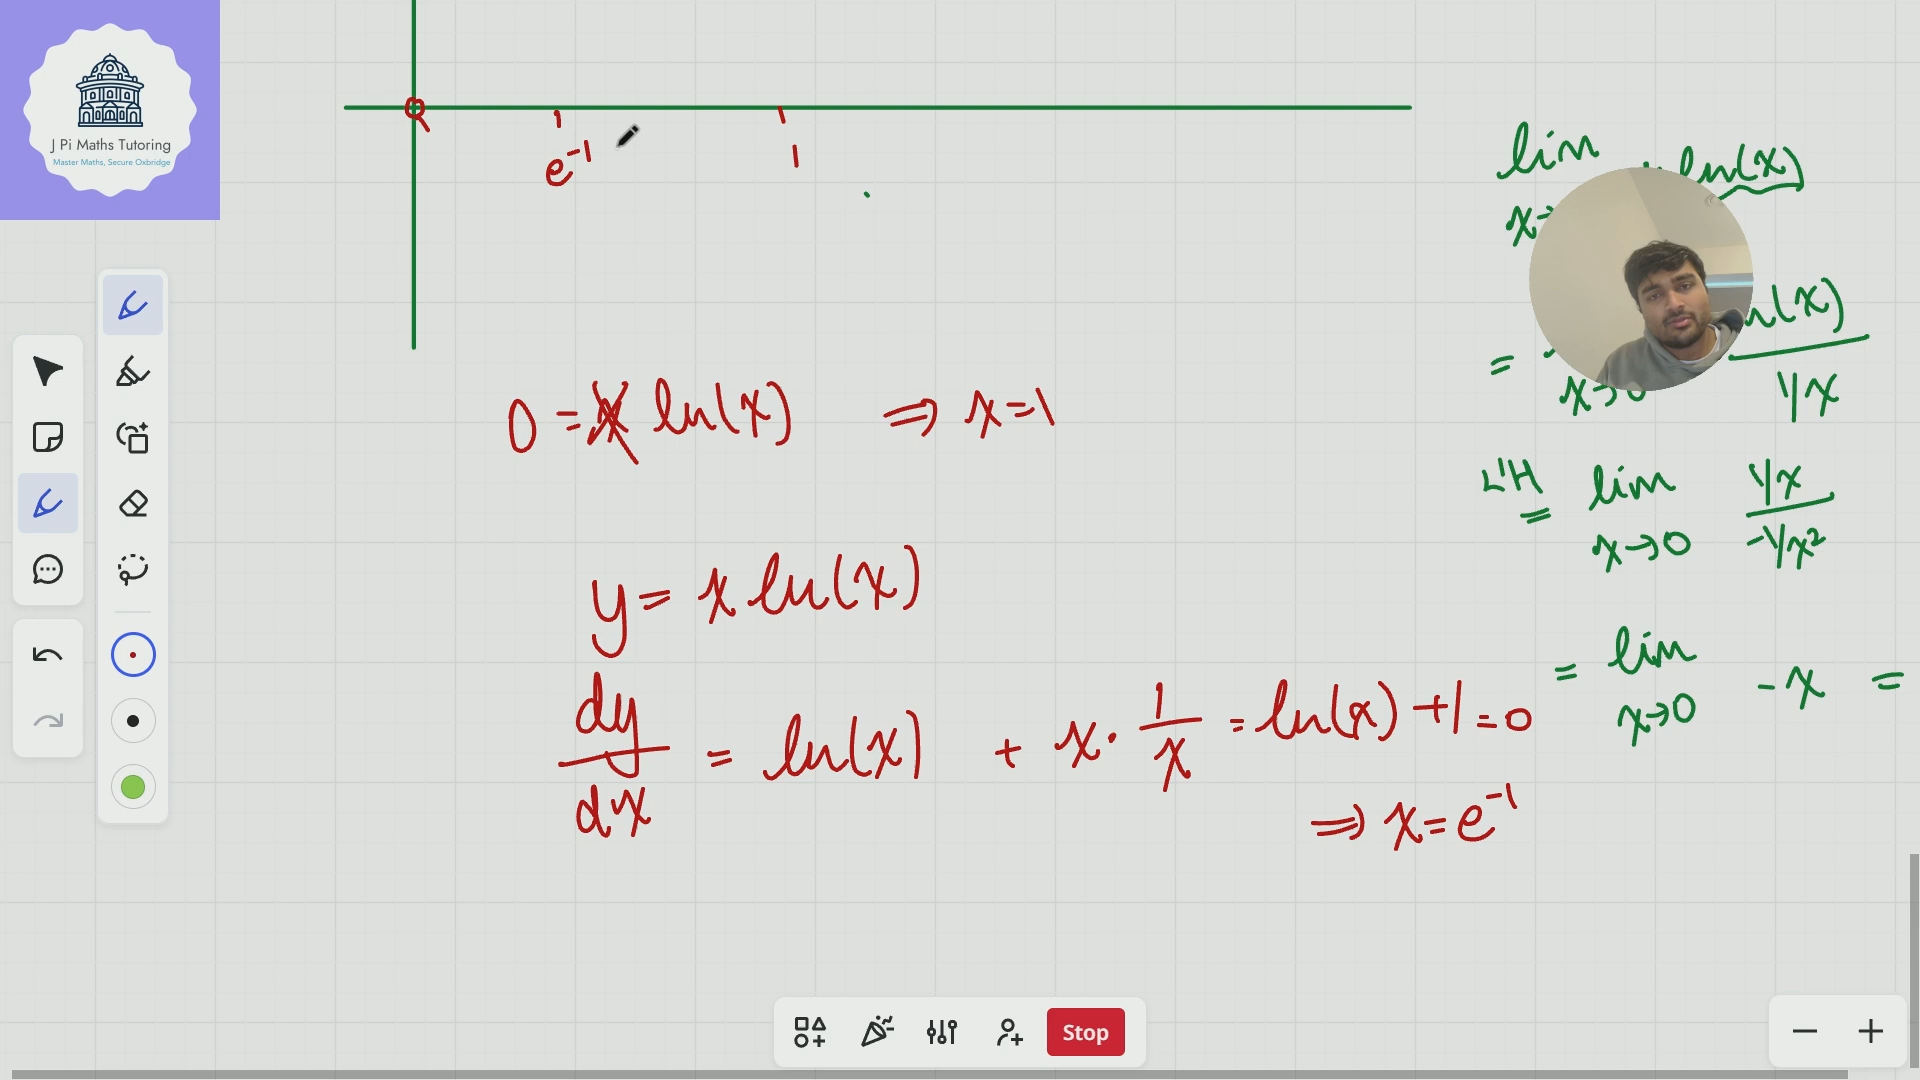 J Pi Maths Tutoring
Master Maths, Secure Oxbridge
e⁻¹
1
0 = x ln(x) ⇒ x=1
y = x ln(x)
dy/dx = ln(x) + x · 1/x = ln(x) +1 = 0
⇒ x = e⁻¹
lim ln(x)
x→
= (x)
x→0 1/x
L'H = lim x→0 (1/x)/(-1/x²)
= lim x→0 -x =
Stop